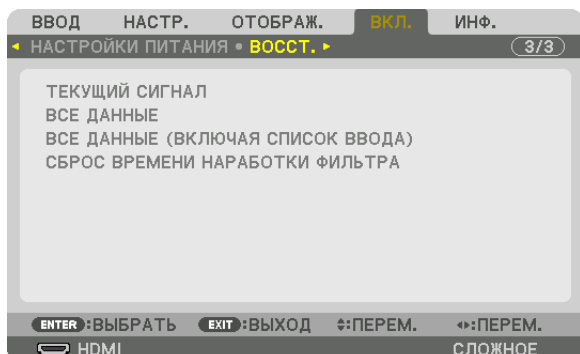 ВВОД НАСТР. ОТОБРАЖ. ВКЛ. ИНФ.
НАСТРОЙКИ ПИТАНИЯ • ВОССТ. 3/3
ТЕКУЩИЙ СИГНАЛ
ВСЕ ДАННЫЕ
ВСЕ ДАННЫЕ (ВКЛЮЧАЯ СПИСОК ВВОДА)
СБРОС ВРЕМЕНИ НАРАБОТКИ ФИЛЬТРА
ENTER :ВЫБРАТЬ EXIT :ВЫХОД :ПЕРЕМ. :ПЕРЕМ.
HDMI СЛОЖНОЕ